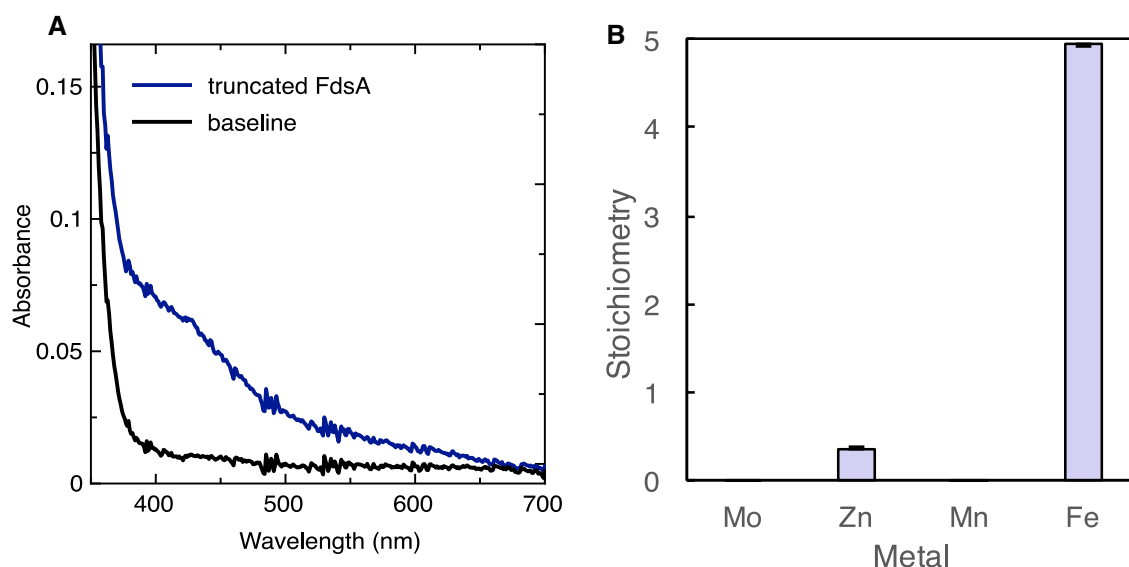 A
truncated FdsA
baseline
Absorbance
0.15
0.1
0.05
0
400
500
600
700
Wavelength (nm)
B
Stoichiometry
5
4
3
2
1
0
Mo
Zn
Mn
Fe
Metal